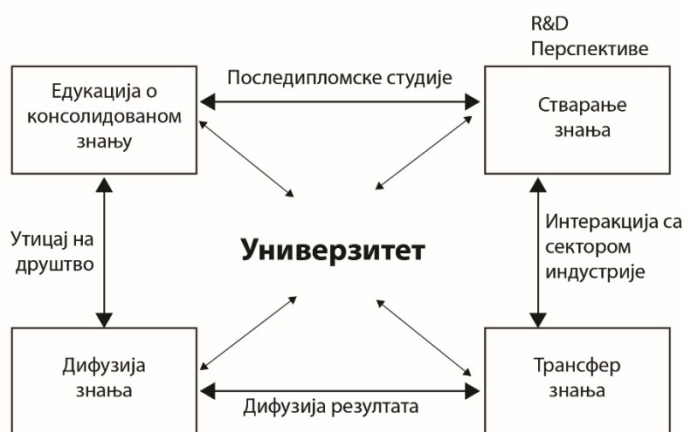 R&D
Перспективе
Едукација о
консолидованом
знању
Последипломске студије
Стварање
знања
Утицај на
друштво
Универзитет
Интеракција са
сектором
индустрије
Дифузија
знања
Дифузија резултата
Трансфер
знања